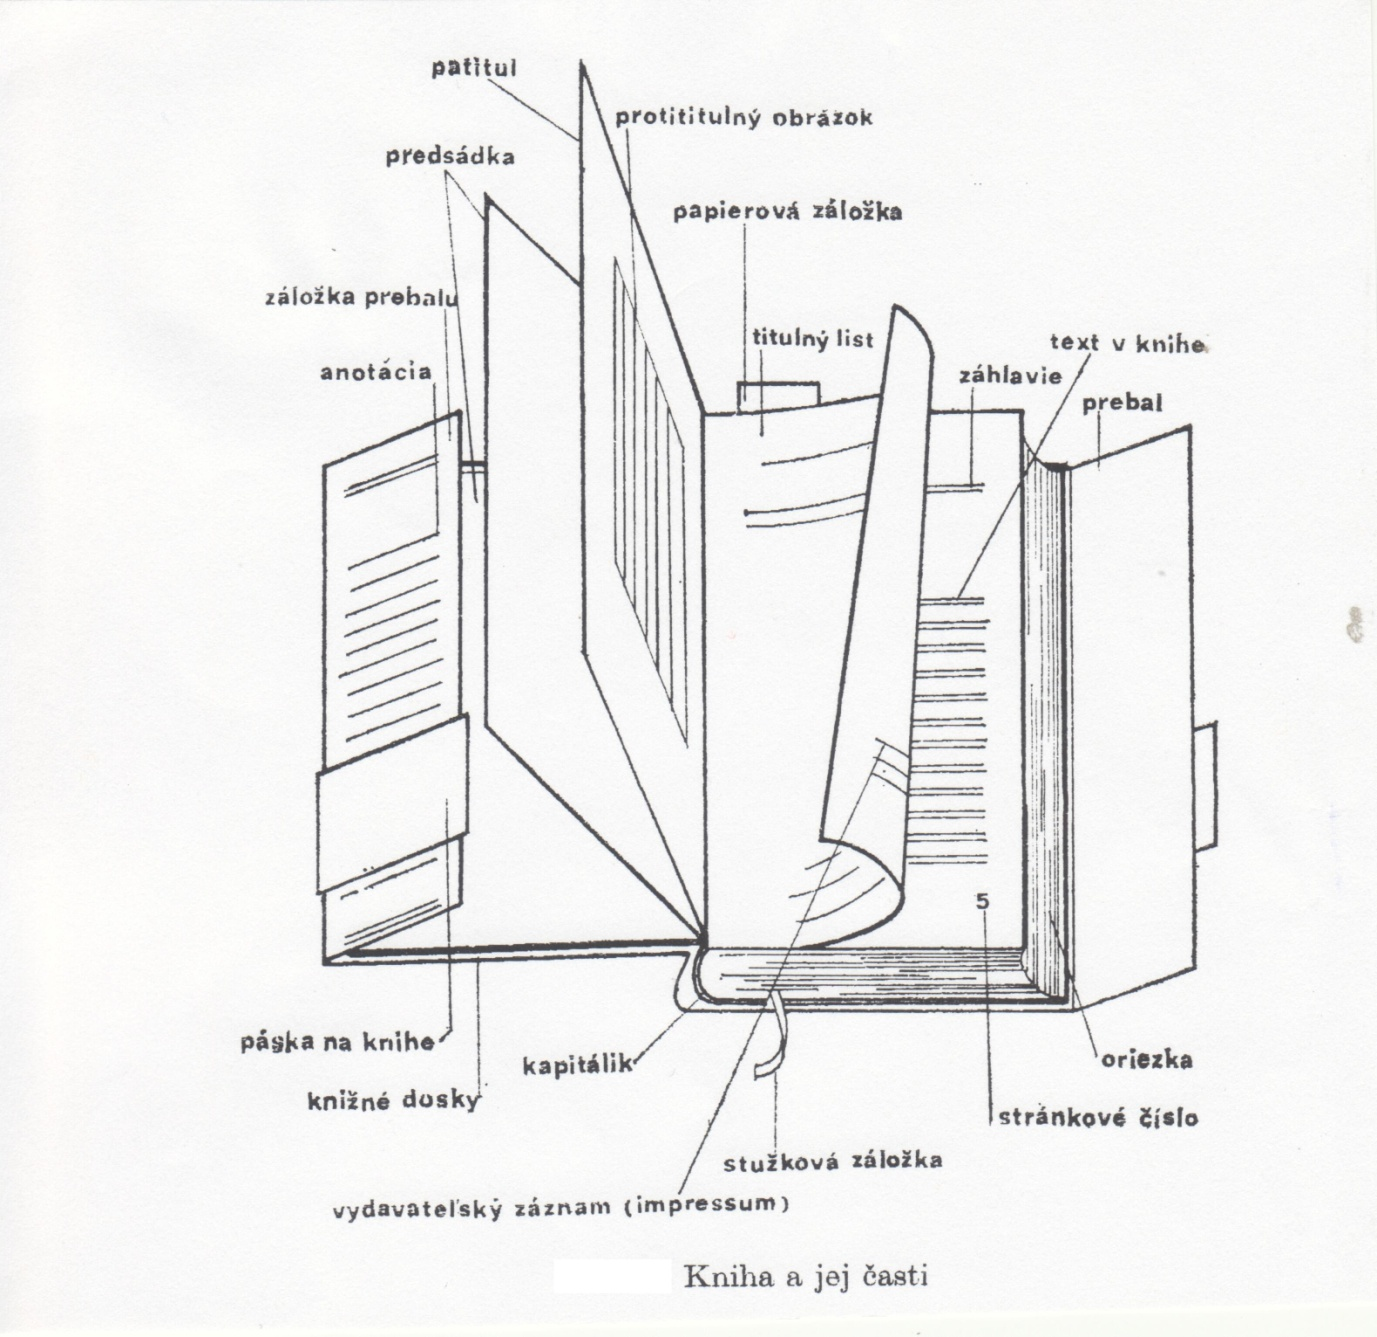 patitul
protititulný obrázok
predsádka
papierová záložka
záložka prebalu
titulný list
text v knihe
anotácia
záhlavie
prebal
5
páska na knihe
kapitálik
oriezka
knižné dosky
stránkové číslo
stužková záložka
vydavateľský záznam (impressum)
Kniha a jej časti